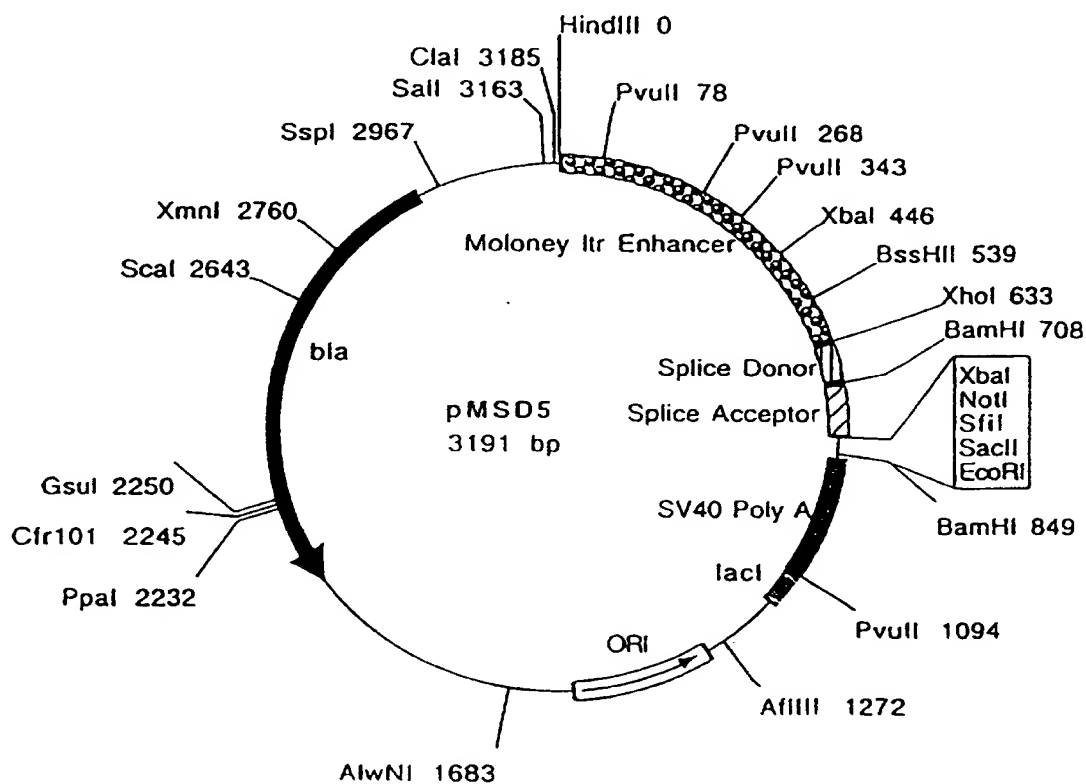 HindIII 0
ClaI 3185
SalI 3163
SspI 2967
XmnI 2760
ScaI 2643
bla
GsuI 2250
Cfr101 2245
PpaI 2232
AlwNI 1683
ORI
AflIII 1272
PvuII 1094
lacI
SV40 Poly A
BamHI 849
XbaI
NotI
SfiI
SacII
EcoRI
Splice Acceptor
BamHI 708
Splice Donor
XhoI 633
BssHII 539
XbaI 446
Moloney ltr Enhancer
PvuII 343
PvuII 268
PvuII 78
pMSD5
3191 bp